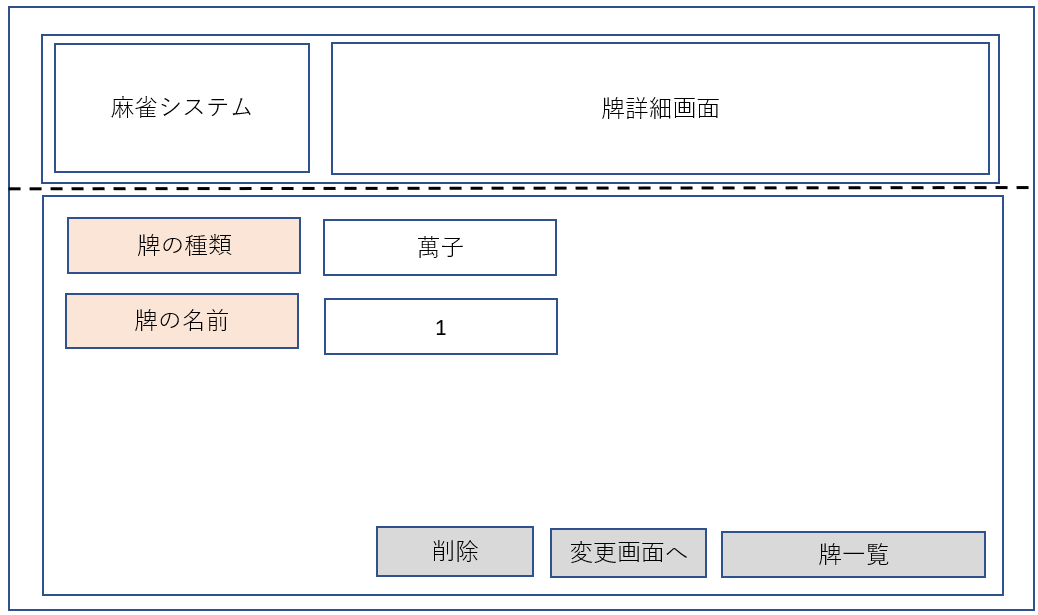 麻雀システム
牌詳細画面
牌の種類
萬子
牌の名前
1
削除
変更画面へ
牌一覧